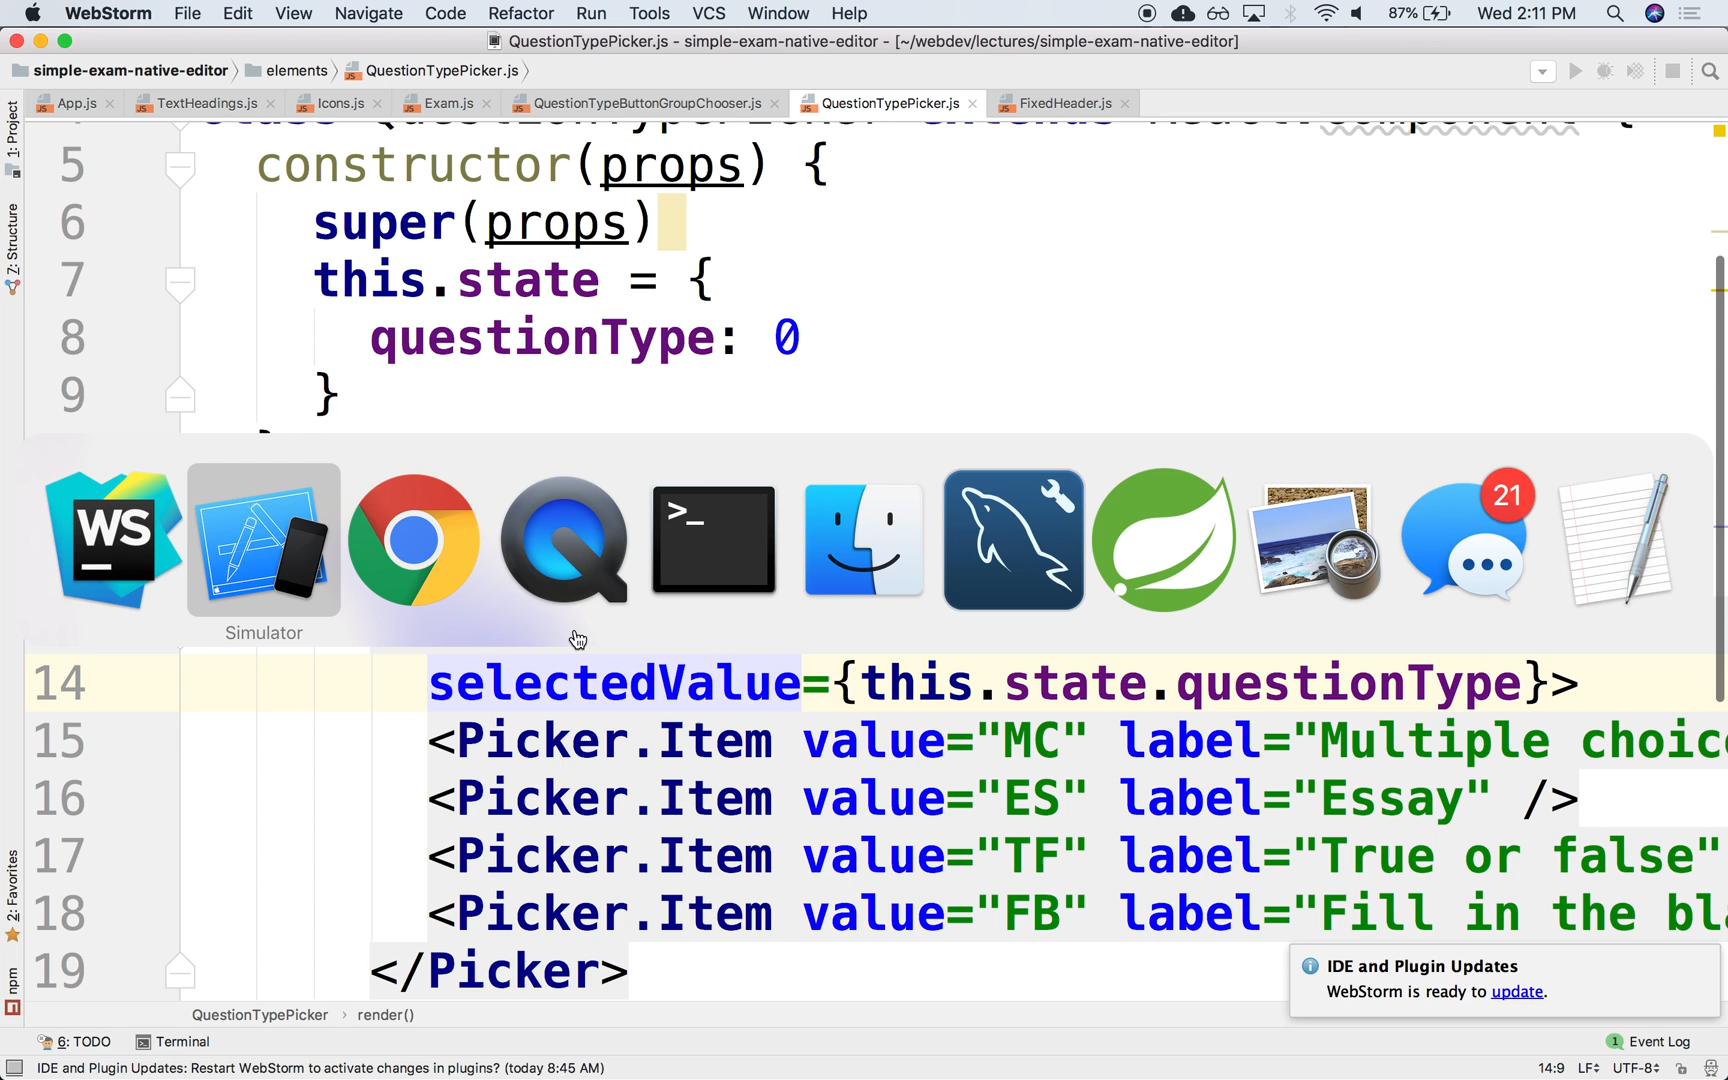 WebStorm File Edit View Navigate Code Refactor Run Tools VCS Window Help 87% Wed 2:11 PM
QuestionTypePicker.js - simple-exam-native-editor - [~/webdev/lectures/simple-exam-native-editor]
simple-exam-native-editor elements QuestionTypePicker.js
App.js TextHeadings.js Icons.js Exam.js QuestionTypeButtonGroupChooser.js QuestionTypePicker.js FixedHeader.js
1: Project
7: Structure
2: Favorites
npm
5 constructor(props) {
6 super(props)
7 this.state = {
8 questionType: 0
9 }
WS
>_
21
Simulator
14 selectedValue={this.state.questionType}>
15 <Picker.Item value="MC" label="Multiple choic
16 <Picker.Item value="ES" label="Essay" />
17 <Picker.Item value="TF" label="True or false"
18 <Picker.Item value="FB" label="Fill in the bl
19 </Picker>
IDE and Plugin Updates
WebStorm is ready to update.
QuestionTypePicker › render()
6: TODO Terminal 1 Event Log
IDE and Plugin Updates: Restart WebStorm to activate changes in plugins? (today 8:45 AM) 14:9 LF UTF-8